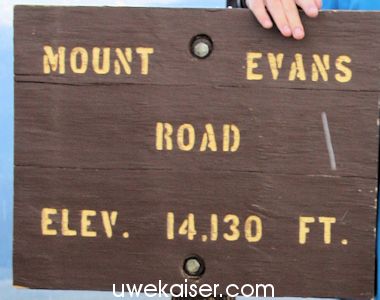 MOUNT EVANS
ROAD
ELEV. 14,130 FT.
uwekaiser.com